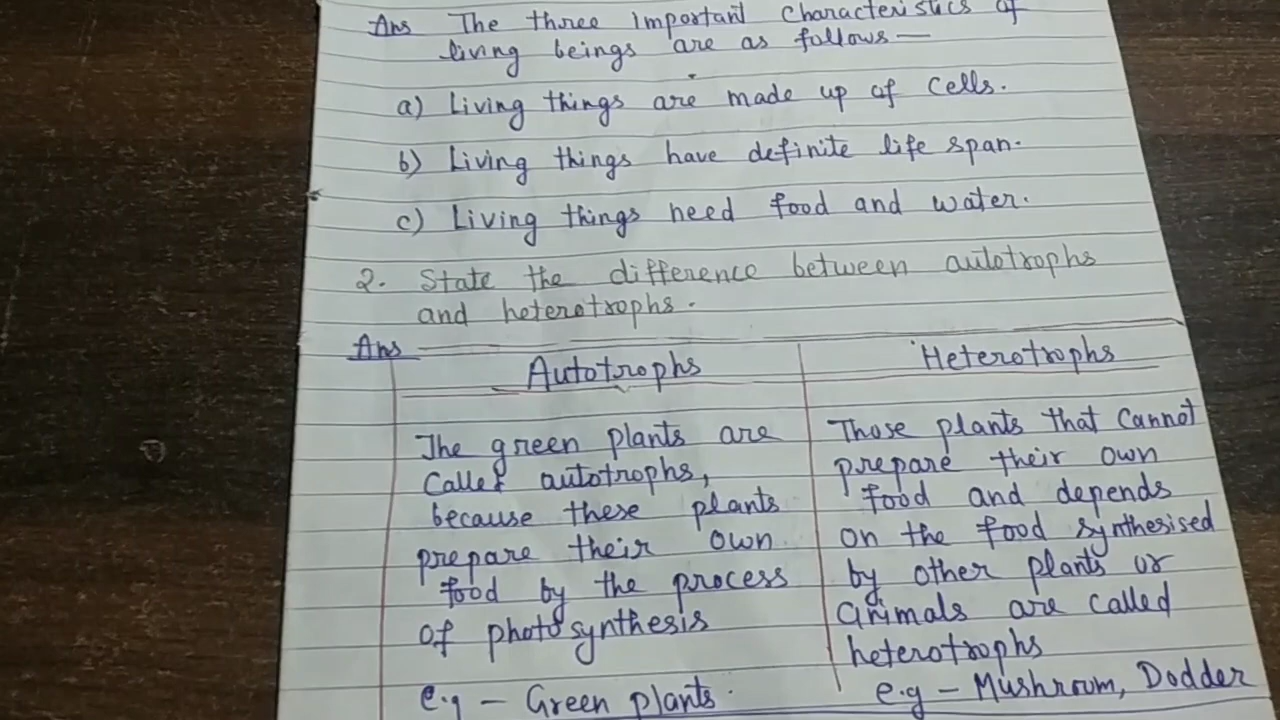 Ans The three important characteristics of
living beings are as follows —
a) Living things are made up of cells.
b) Living things have definite life span.
c) Living things need food and water.
2. State the difference between autotrophs
and heterotrophs.
Ans
Autotrophs
The green plants are
called autotrophs,
because these plants
prepare their own
food by the process
of photosynthesis
e.g – Green plants.
Heterotrophs
Those plants that cannot
prepare their own
food and depends
on the food synthesised
by other plants or
animals are called
heterotrophs
e.g – Mushroom, Dodder